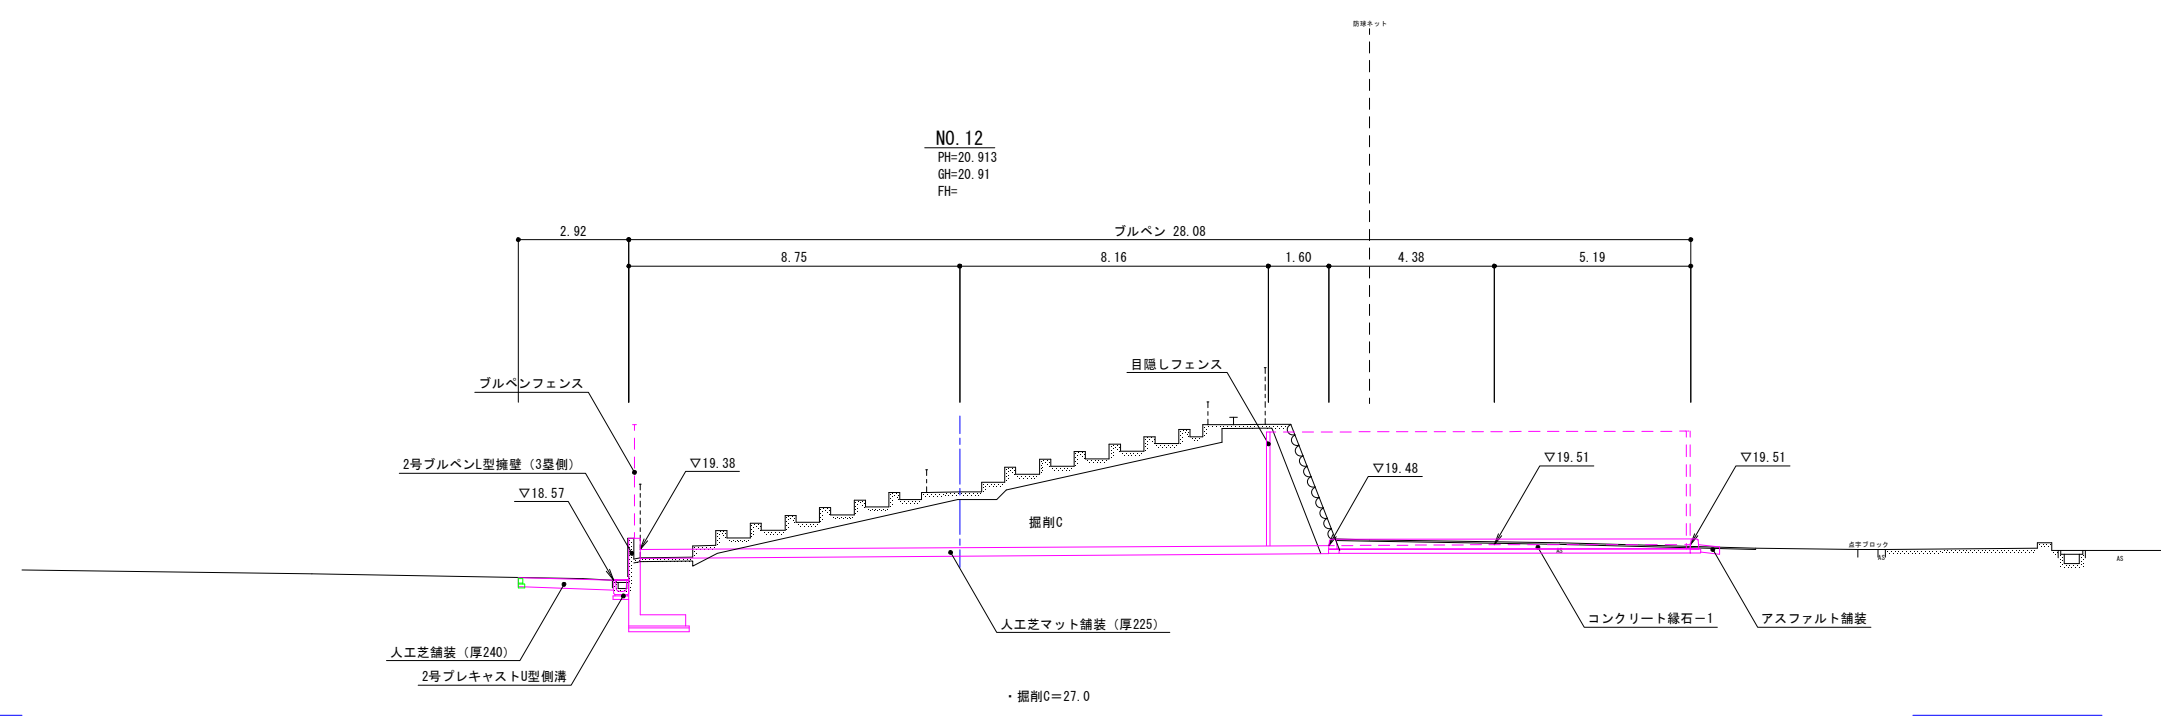 防球ネット
NO.12
PH=20.913
GH=20.91
FH=
2.92
ブルペン 28.08
8.75
8.16
1.60
4.38
5.19
目隠しフェンス
ブルペンフェンス
2号ブルペンL型擁壁（3塁側）
▽19.38
▽19.48
▽19.51
▽19.51
▽18.57
掘削C
点字ブロック
AS
AS
AS
人工芝マット舗装（厚225）
コンクリート縁石－1
アスファルト舗装
人工芝舗装（厚240）
2号プレキャストU型側溝
・掘削C＝27.0